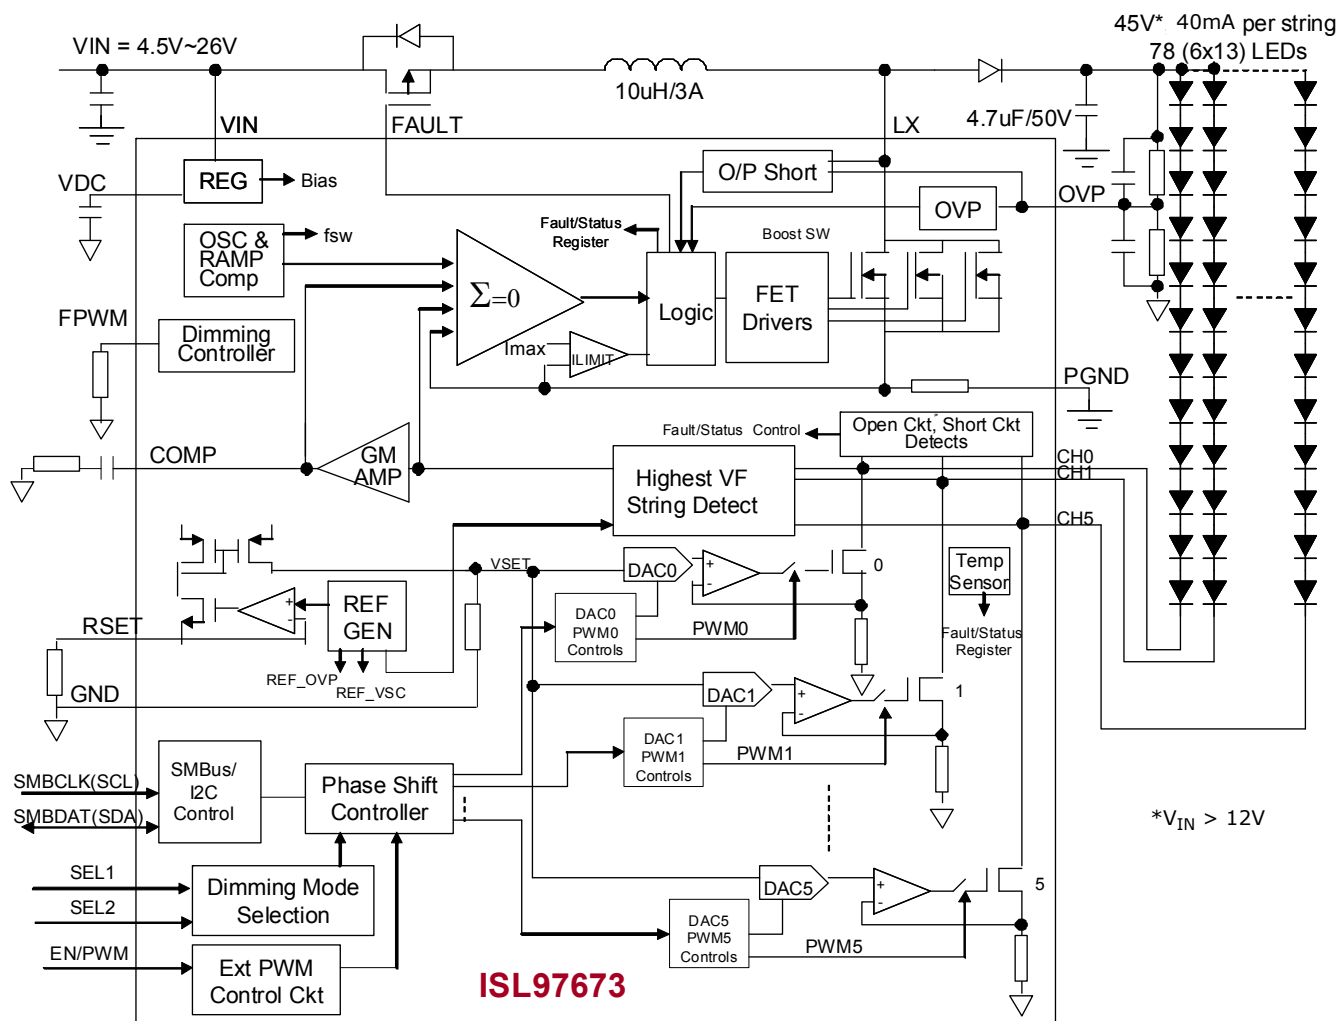 45V* 40mA per string
78 (6x13) LEDs
VIN = 4.5V~26V
10uH/3A
4.7uF/50V
VIN
FAULT
LX
O/P Short
REG
Bias
VDC
OVP
OVP
Fault/Status
Register
Boost SW
OSC &
RAMP
Comp
fsw
Σ=0
Logic
FET
Drivers
FPWM
Dimming
Controller
Imax
ILIMIT
PGND
Fault/Status Control
Open Ckt, Short Ckt
Detects
COMP
GM
AMP
Highest VF
String Detect
CH0
CH1
CH5
VSET
DAC0
+
-
0
Temp
Sensor
REF
GEN
+
-
RSET
DAC0
PWM0
Controls
PWM0
Fault/Status
Register
REF_OVP
REF_VSC
GND
DAC1
+
-
1
DAC1
PWM1
Controls
PWM1
SMBCLK(SCL)
SMBDAT(SDA)
SMBus/
I2C
Control
Phase Shift
Controller
*VIN > 12V
SEL1
SEL2
Dimming Mode
Selection
DAC5
+
-
5
DAC5
PWM5
Controls
PWM5
EN/PWM
Ext PWM
Control Ckt
ISL97673